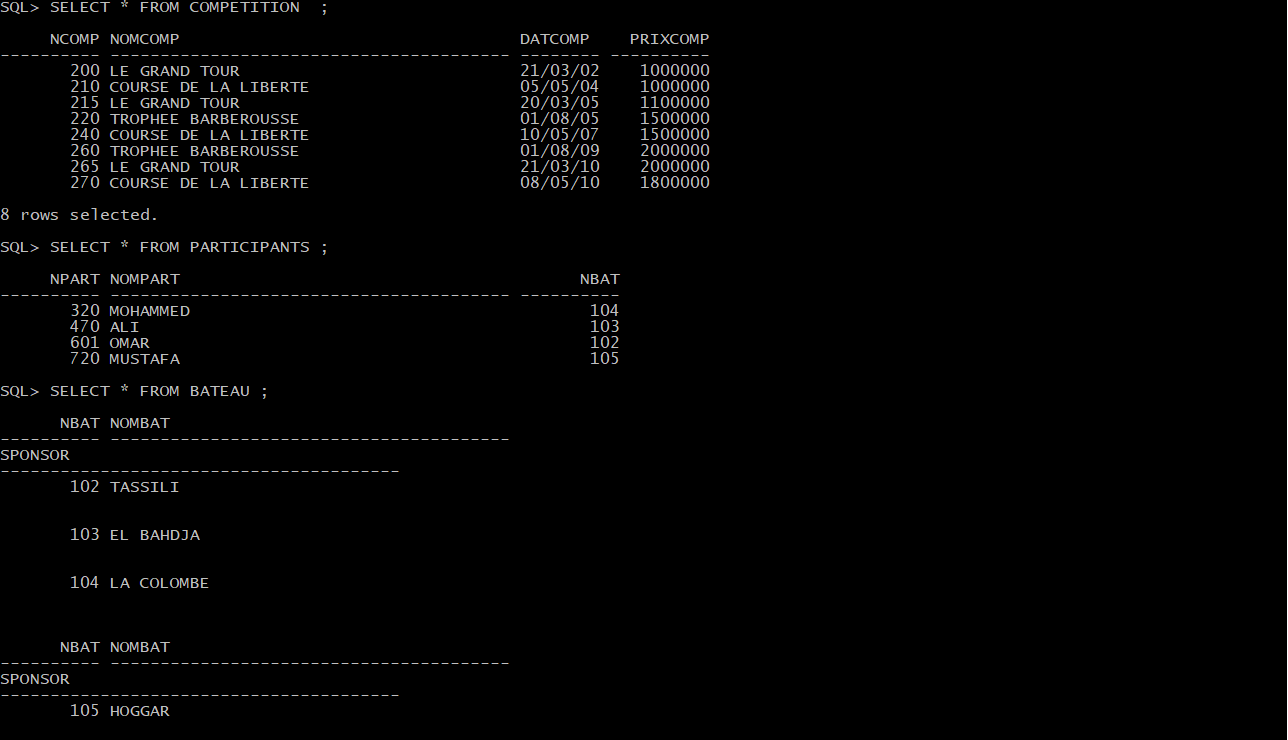 SQL> SELECT * FROM COMPETITION  ;
     NCOMP NOMCOMP                                  DATCOMP    PRIXCOMP
---------- ---------------------------------------- -------- ----------
       200 LE GRAND TOUR                            21/03/02    1000000
       210 COURSE DE LA LIBERTE                     05/05/04    1000000
       215 LE GRAND TOUR                            20/03/05    1100000
       220 TROPHEE BARBEROUSSE                      01/08/05    1500000
       240 COURSE DE LA LIBERTE                     10/05/07    1500000
       260 TROPHEE BARBEROUSSE                      01/08/09    2000000
       265 LE GRAND TOUR                            21/03/10    2000000
       270 COURSE DE LA LIBERTE                     08/05/10    1800000
8 rows selected.
SQL> SELECT * FROM PARTICIPANTS ;
     NPART NOMPART                                        NBAT
---------- ---------------------------------------- ----------
       320 MOHAMMED                                        104
       470 ALI                                             103
       601 OMAR                                            102
       720 MUSTAFA                                         105
SQL> SELECT * FROM BATEAU ;
      NBAT NOMBAT
---------- ----------------------------------------
SPONSOR
----------------------------------------
       102 TASSILI
       103 EL BAHDJA
       104 LA COLOMBE
      NBAT NOMBAT
---------- ----------------------------------------
SPONSOR
----------------------------------------
       105 HOGGAR